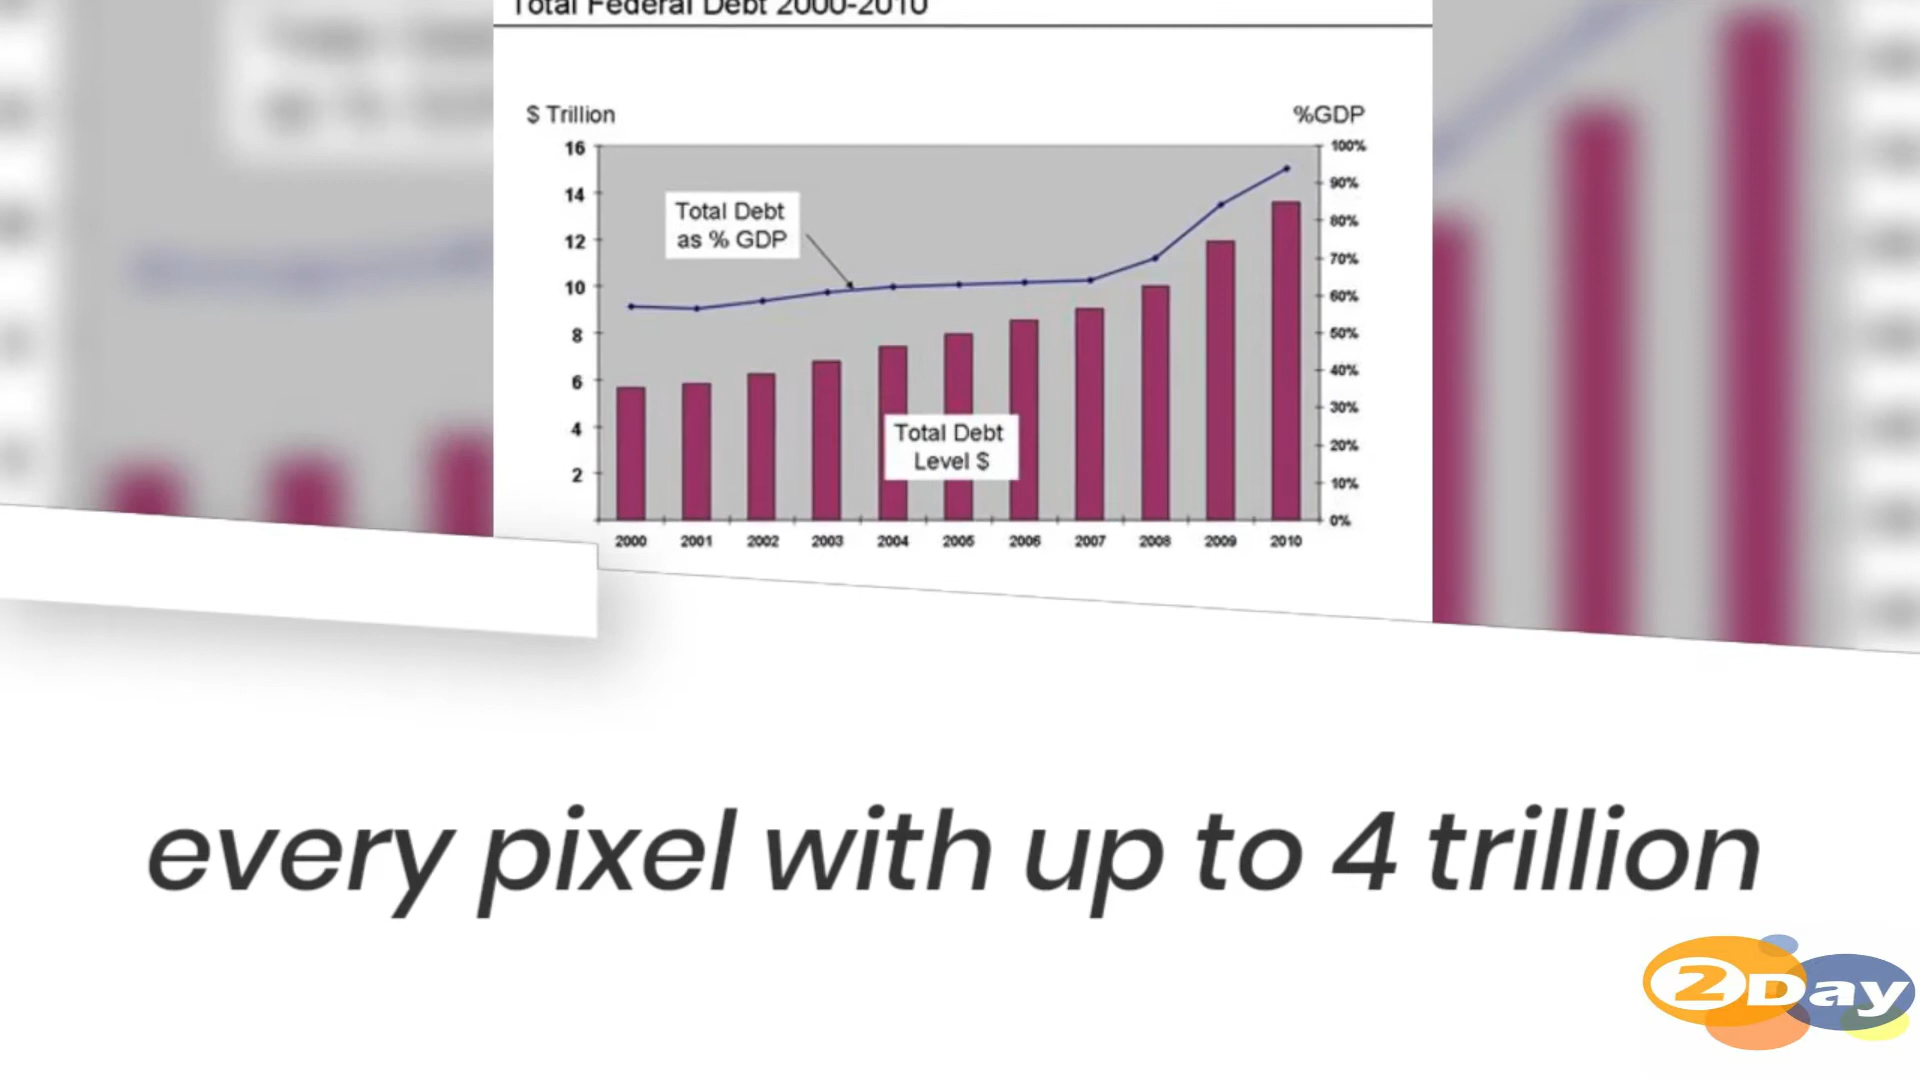 Total Federal Debt 2000-2010
$ Trillion
%GDP
16
14
12
10
8
6
4
2
100%
90%
80%
70%
60%
50%
40%
30%
20%
10%
0%
Total Debt
as % GDP
Total Debt
Level $
2000 2001 2002 2003 2004 2005 2006 2007 2008 2009 2010
every pixel with up to 4 trillion
2Day